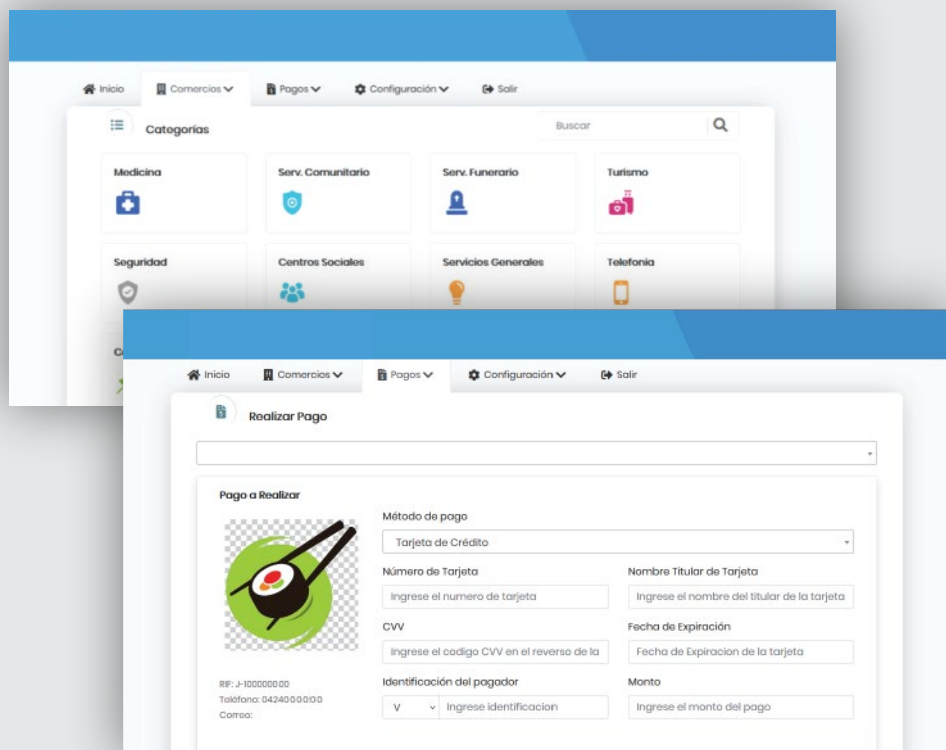 Inicio Comercios Pagos Configuración Salir
Categorías Buscar
Medicina Serv. Comunitario Serv. Funerario Turismo
Seguridad Centros Sociales Servicios Generales Telefonia
Inicio Comercios Pagos Configuración Salir
Realizar Pago
Pago a Realizar
Método de pago
Tarjeta de Crédito
Número de Tarjeta Nombre Titular de Tarjeta
Ingrese el numero de tarjeta Ingrese el nombre del titular de la tarjeta
CVV Fecha de Expiración
Ingrese el codigo CVV en el reverso de la Fecha de Expiracion de la tarjeta
RIF: J-100000000 Identificación del pagador Monto
Teléfono: 04240000000 V Ingrese identificacion Ingrese el monto del pago
Correo: